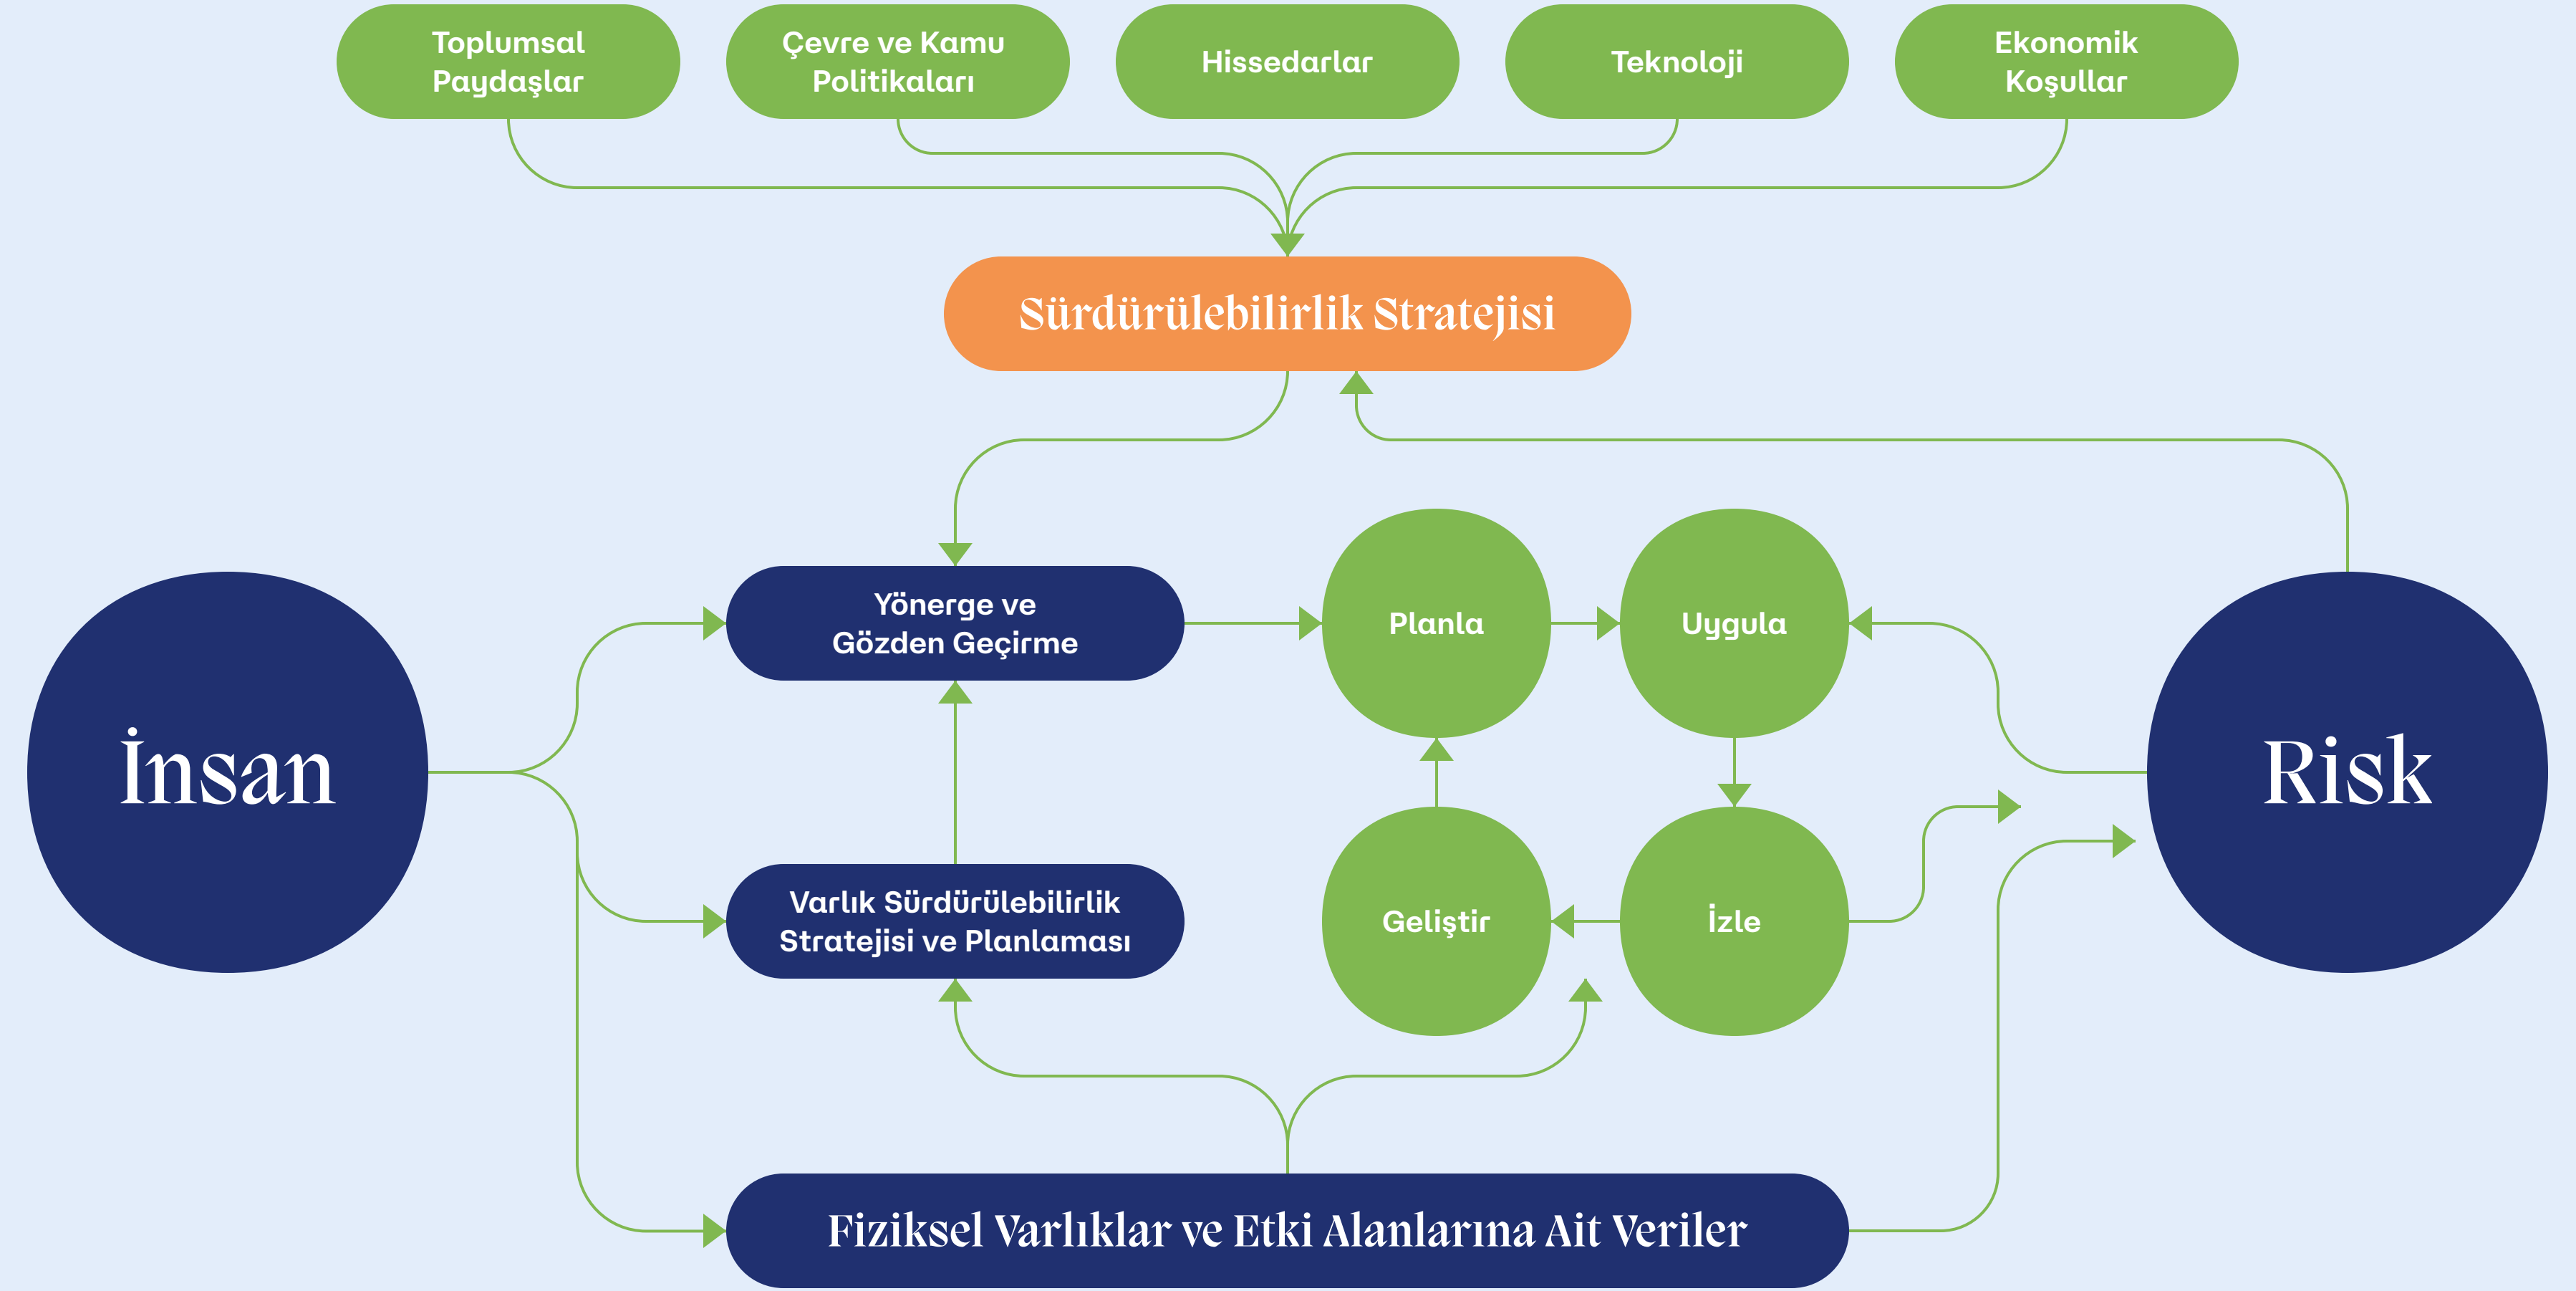 Toplumsal
Paydaşlar
Çevre ve Kamu
Politikaları
Hissedarlar
Teknoloji
Ekonomik
Koşullar
Sürdürülebilirlik Stratejisi
İnsan
Yönerge ve
Gözden Geçirme
Planla
Uygula
Varlık Sürdürülebilirlik
Stratejisi ve Planlaması
Geliştir
İzle
Risk
Fiziksel Varlıklar ve Etki Alanlarına Ait Veriler